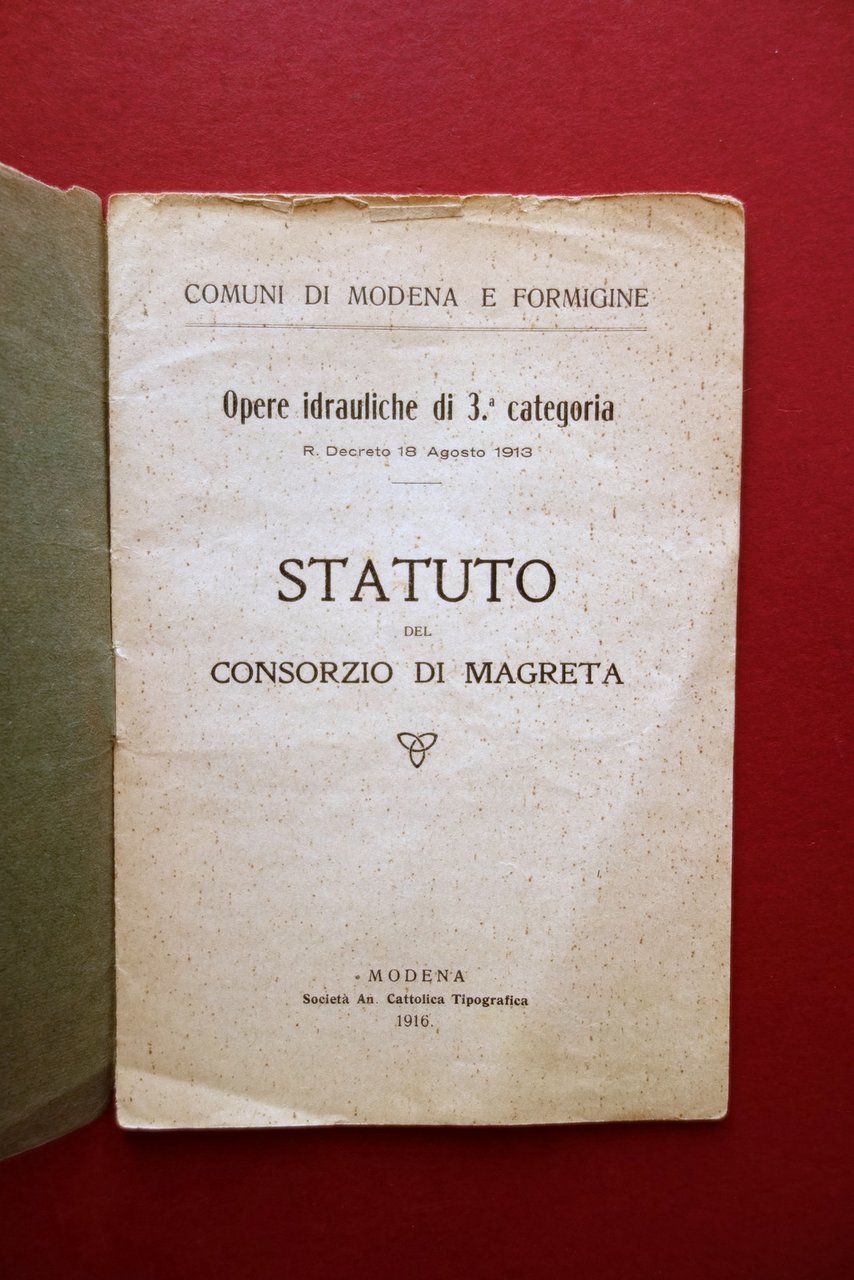 COMUNI DI MODENA E FORMIGINE
Opere idrauliche di 3.ª categoria
R. Decreto 18 Agosto 1913
STATUTO
DEL
CONSORZIO DI MAGRETA
MODENA
Società An. Cattolica Tipografica
1916.